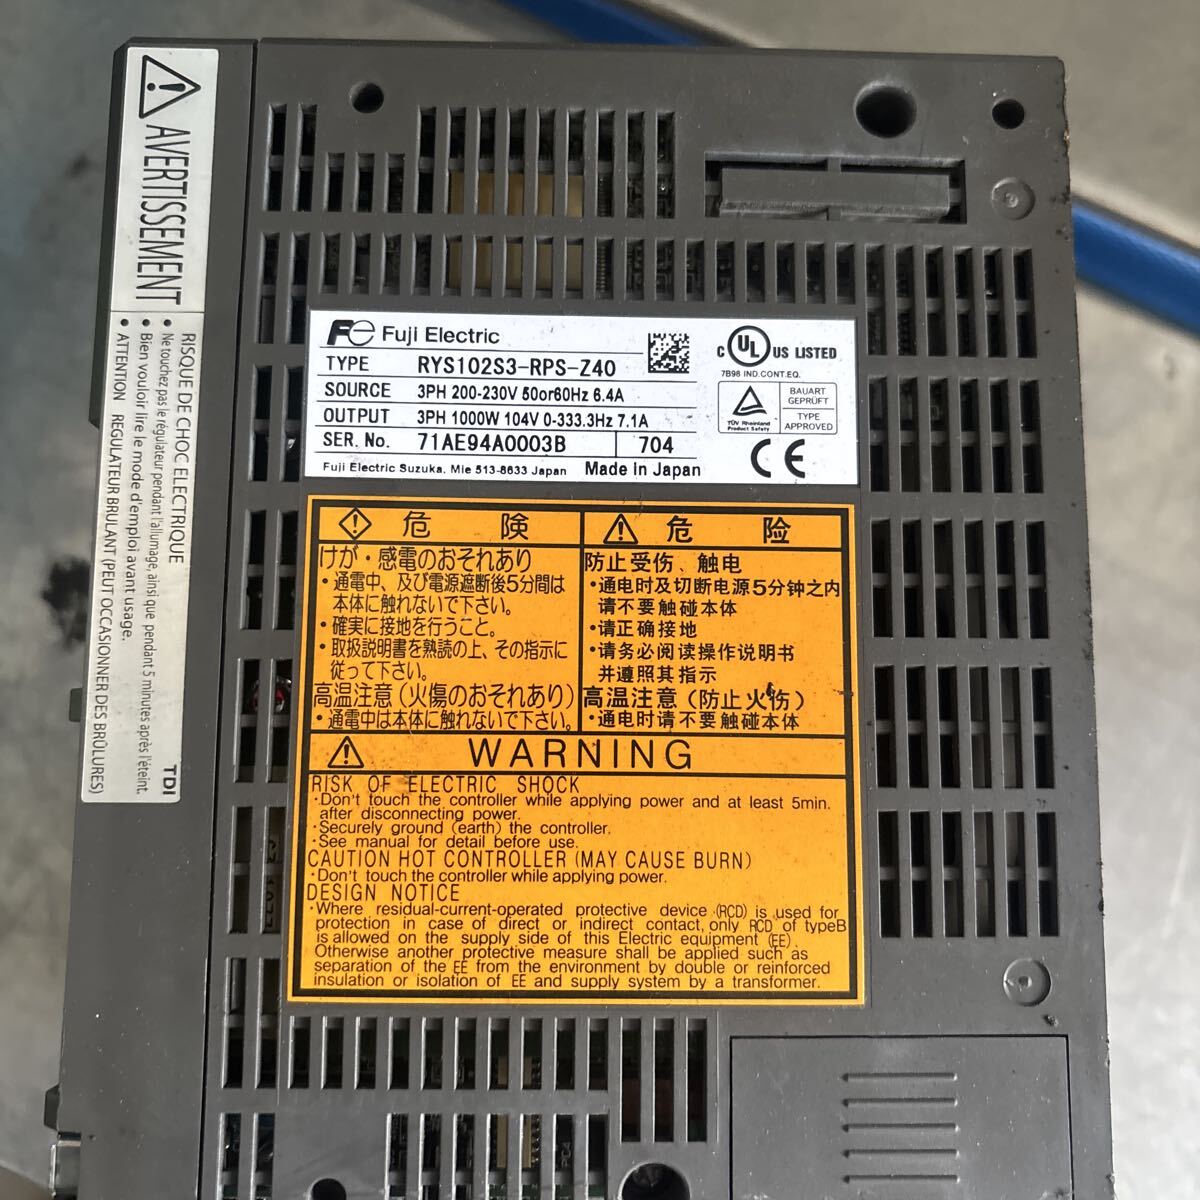 AVERTISSEMENT
RISQUE DE CHOC ELECTRIQUE
• Ne touchez pas le régulateur pendant l'allumage, ainsi que pendant 5 minutes après l'éteint.
• Bien vouloir lire le mode d'emploi avant usage.
• ATTENTION REGULATEUR BRULANT (PEUT OCCASIONNER DES BRÛLURES)
TDI
Fe Fuji Electric
TYPE RYS102S3-RPS-Z40
SOURCE 3PH 200-230V 50or60Hz 6.4A
OUTPUT 3PH 1000W 104V 0-333.3Hz 7.1A
SER. No. 71AE94A0003B 704
Fuji Electric Suzuka, Mie 513-8633 Japan Made in Japan
C UL US LISTED
7B98 IND.CONT.EQ.
TÜV Rheinland
Product Safety
BAUART
GEPRÜFT
TYPE
APPROVED
CE
危 険
けが・感電のおそれあり
・通電中、及び電源遮断後5分間は
本体に触れないで下さい。
・確実に接地を行うこと。
・取扱説明書を熟読の上、その指示に
従って下さい。
高温注意(火傷のおそれあり)
・通電中は本体に触れないで下さい。
危 险
防止受伤、触电
・通电时及切断电源5分钟之内
请不要触碰本体
・请正确接地
・请务必阅读操作说明书
并遵照其指示
高温注意(防止火伤)
・通电时请不要触碰本体
WARNING
RISK OF ELECTRIC SHOCK
・Don't touch the controller while applying power and at least 5min.
after disconnecting power.
・Securely ground (earth) the controller.
・See manual for detail before use.
CAUTION HOT CONTROLLER (MAY CAUSE BURN)
・Don't touch the controller while applying power.
DESIGN NOTICE
・Where residual-current-operated protective device (RCD) is used for
protection in case of direct or indirect contact, only RCD of typeB
is allowed on the supply side of this Electric equipment (EE).
Otherwise another protective measure shall be applied such as
separation of the EE from the environment by double or reinforced
insulation or isolation of EE and supply system by a transformer.